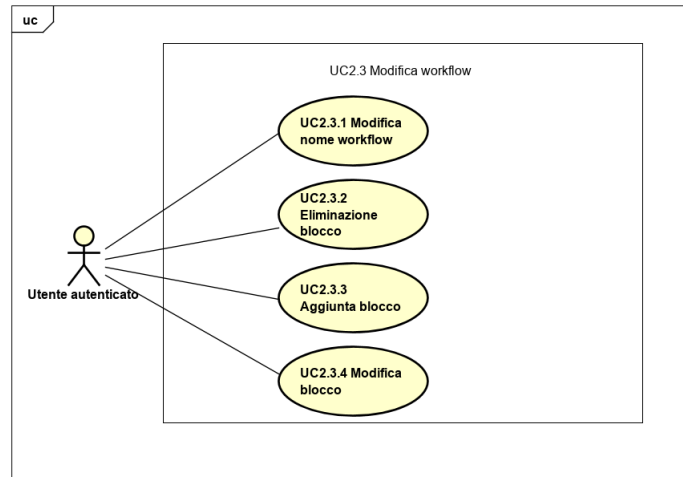 uc
UC2.3 Modifica workflow
UC2.3.1 Modifica
nome workflow
UC2.3.2
Eliminazione
blocco
UC2.3.3
Aggiunta blocco
UC2.3.4 Modifica
blocco
Utente autenticato